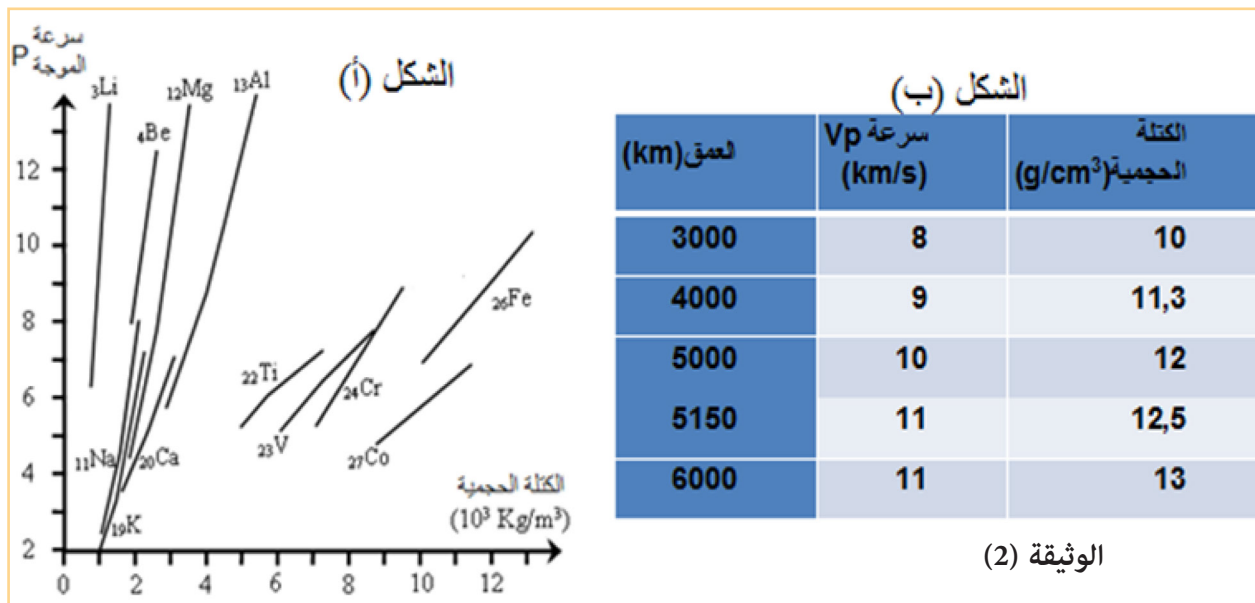 الشكل (أ)
سرعة
الموجة P
₃Li
₄Be
₁₂Mg
₁₃Al
₁₁Na
₂₀Ca
₁₉K
₂₂Ti
₂₃V
₂₄Cr
₂₆Fe
₂₇Co
12
10
8
6
4
2
0 2 4 6 8 10 12
الكتلة الحجمية
(10³ Kg/m³)
الشكل (ب)
العمق(km) سرعة Vp (km/s) الكتلة الحجمية(g/cm³)
3000 8 10
4000 9 11,3
5000 10 12
5150 11 12,5
6000 11 13
الوثيقة (2)